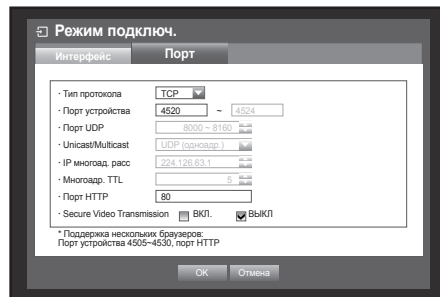 Режим подключ.
Интерфейс Порт
· Тип протокола TCP
· Порт устройства 4520 ~ 4524
· Порт UDP 8000 ~ 8160
· Unicast/Multicast UDP (одноадр.)
· IP многоад. расс 224.126.63.1
· Многоадр. TTL 5
· Порт HTTP 80
· Secure Video Transmission ВКЛ. ВЫКЛ
* Поддержка нескольких браузеров:
Порт устройства 4505~4530, порт HTTP
OK Отмена